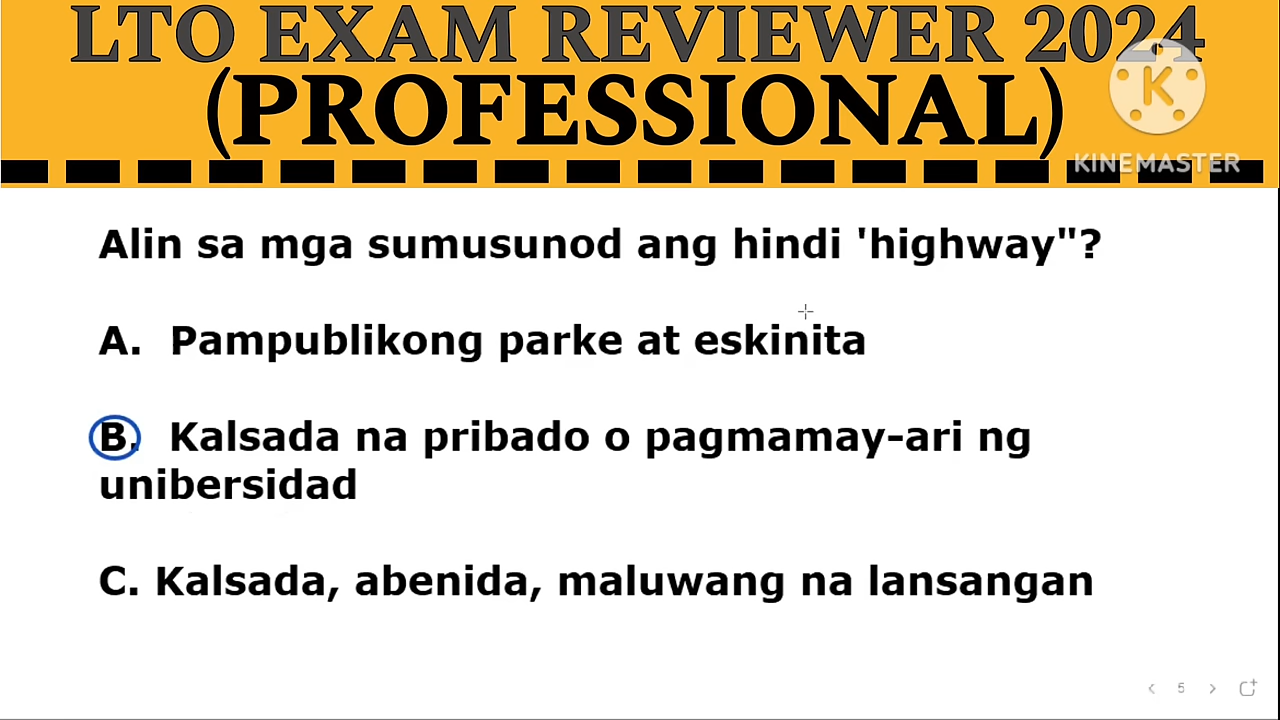 LTO EXAM REVIEWER 2024
(PROFESSIONAL)
K
KINEMASTER
Alin sa mga sumusunod ang hindi 'highway"?
A. Pampublikong parke at eskinita
B. Kalsada na pribado o pagmamay-ari ng
unibersidad
C. Kalsada, abenida, maluwang na lansangan
5